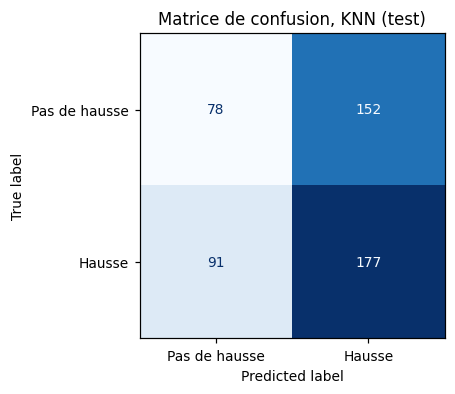 Matrice de confusion, KNN (test)
True label
Pas de hausse
78
152
Hausse
91
177
Pas de hausse
Hausse
Predicted label